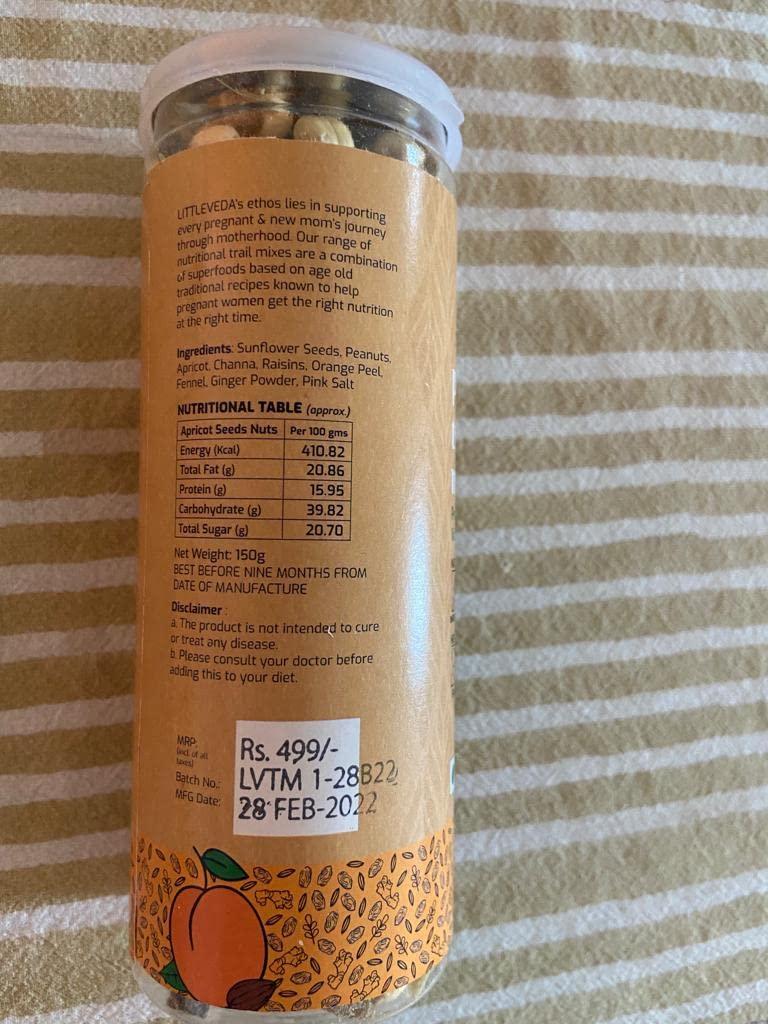 LITTLEVEDA's ethos lies in supporting
every pregnant & new mom's journey
through motherhood. Our range of
nutritional trail mixes are a combination
of superfoods based on age old
traditional recipes known to help
pregnant women get the right nutrition
at the right time.
Ingredients: Sunflower Seeds, Peanuts,
Apricot, Channa, Raisins, Orange Peel,
Fennel, Ginger Powder, Pink Salt
NUTRITIONAL TABLE (approx.)
Apricot Seeds Nuts Per 100 gms
Energy (Kcal) 410.82
Total Fat (g) 20.86
Protein (g) 15.95
Carbohydrate (g) 39.82
Total Sugar (g) 20.70
Net Weight: 150g
BEST BEFORE NINE MONTHS FROM
DATE OF MANUFACTURE
Disclaimer :
a. The product is not intended to cure
or treat any disease.
b. Please consult your doctor before
adding this to your diet.
MRP: Rs. 499/-
(incl. of all
taxes)
Batch No.: LVTM 1-28B22
MFG Date: 28 FEB-2022